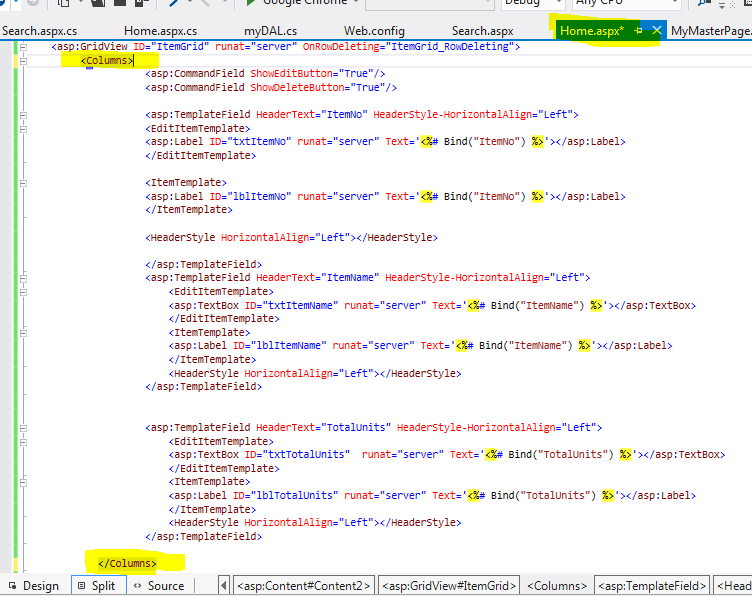 Google Chrome
Debug
Any CPU
Search.aspx.cs Home.aspx.cs myDAL.cs Web.config Search.aspx Home.aspx* MyMasterPage.
<asp:GridView ID="ItemGrid" runat="server" OnRowDeleting="ItemGrid_RowDeleting">
<Columns>
<asp:CommandField ShowEditButton="True"/>
<asp:CommandField ShowDeleteButton="True"/>
<asp:TemplateField HeaderText="ItemNo" HeaderStyle-HorizontalAlign="Left">
<EditItemTemplate>
<asp:Label ID="txtItemNo" runat="server" Text='<%# Bind("ItemNo") %>'></asp:Label>
</EditItemTemplate>
<ItemTemplate>
<asp:Label ID="lblItemNo" runat="server" Text='<%# Bind("ItemNo") %>'></asp:Label>
</ItemTemplate>
<HeaderStyle HorizontalAlign="Left"></HeaderStyle>
</asp:TemplateField>
<asp:TemplateField HeaderText="ItemName" HeaderStyle-HorizontalAlign="Left">
<EditItemTemplate>
<asp:TextBox ID="txtItemName" runat="server" Text='<%# Bind("ItemName") %>'></asp:TextBox>
</EditItemTemplate>
<ItemTemplate>
<asp:Label ID="lblItemName" runat="server" Text='<%# Bind("ItemName") %>'></asp:Label>
</ItemTemplate>
<HeaderStyle HorizontalAlign="Left"></HeaderStyle>
</asp:TemplateField>
<asp:TemplateField HeaderText="TotalUnits" HeaderStyle-HorizontalAlign="Left">
<EditItemTemplate>
<asp:TextBox ID="txtTotalUnits" runat="server" Text='<%# Bind("TotalUnits") %>'></asp:TextBox>
</EditItemTemplate>
<ItemTemplate>
<asp:Label ID="lblTotalUnits" runat="server" Text='<%# Bind("TotalUnits") %>'></asp:Label>
</ItemTemplate>
<HeaderStyle HorizontalAlign="Left"></HeaderStyle>
</asp:TemplateField>
</Columns>
Design Split Source <asp:Content#Content2> <asp:GridView#ItemGrid> <Columns> <asp:TemplateField> <Head